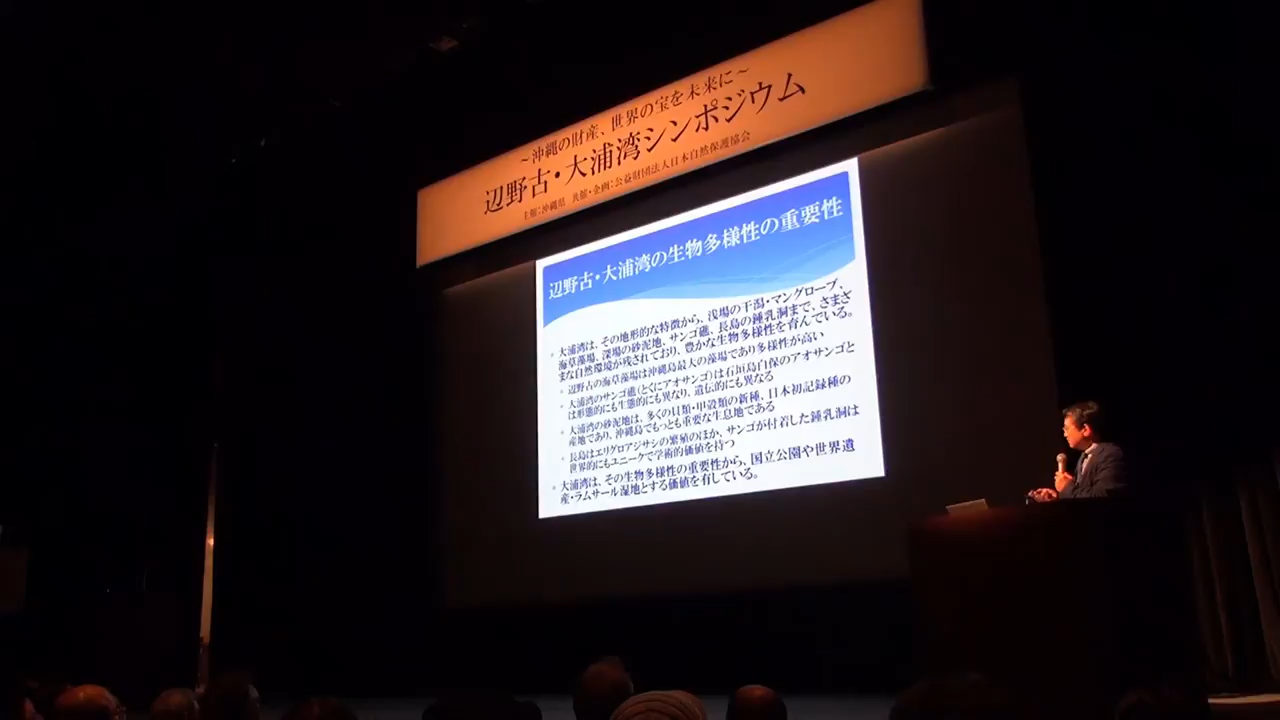 ～沖縄の財産、世界の宝を未来に～
辺野古・大浦湾シンポジウム
主催:沖縄県 共催・企画:公益財団法人日本自然保護協会
辺野古・大浦湾の生物多様性の重要性
大浦湾は、その地形的な特徴から、浅場の干潟・マングローブ、
海草藻場、深場の砂泥地、サンゴ礁、長島の鍾乳洞まで、さまざ
まな自然環境が残されており、豊かな生物多様性を育んでいる。
辺野古の海草藻場は沖縄島最大の藻場であり多様性が高い
大浦湾のサンゴ礁(とくにアオサンゴ)は石垣島白保のアオサンゴと
は形態的にも生態的にも異なり、遺伝的にも異なる
大浦湾の砂泥地は、多くの貝類・甲殻類の新種、日本初記録種の
産地であり、沖縄島でもっとも重要な生息地である
長島はエリグロアジサシの繁殖のほか、サンゴが付着した鍾乳洞は
世界的にもユニークで学術的価値を持つ
大浦湾は、その生物多様性の重要性から、国立公園や世界遺
産・ラムサール湿地とする価値を有している。